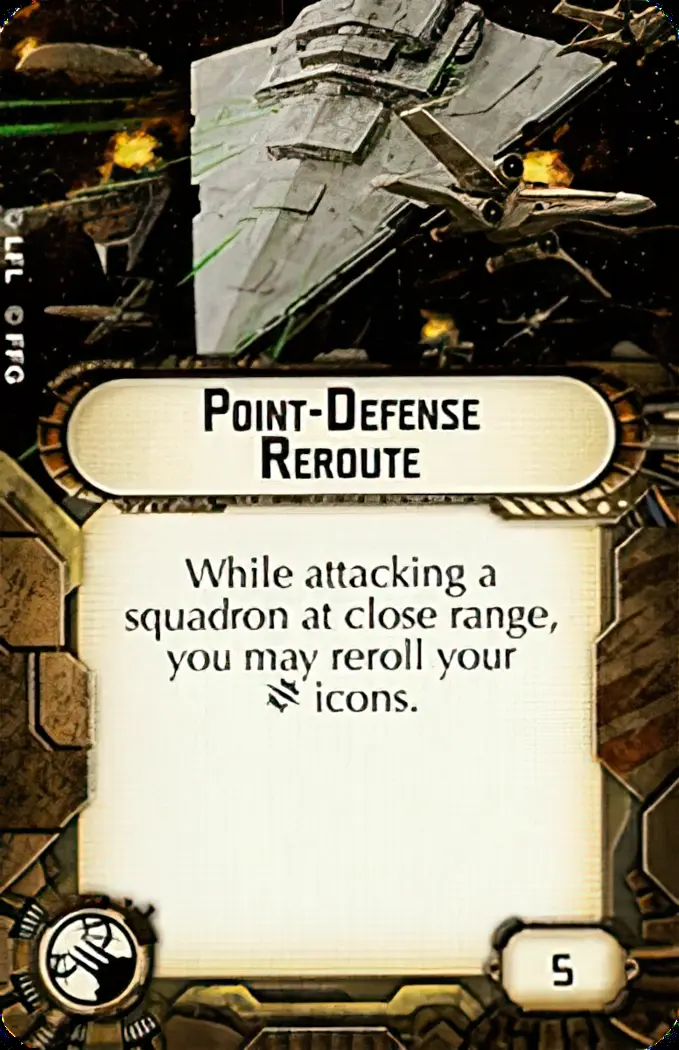 © LFL © FFG
Point-Defense
Reroute
While attacking a
squadron at close range,
you may reroll your
icons.
5